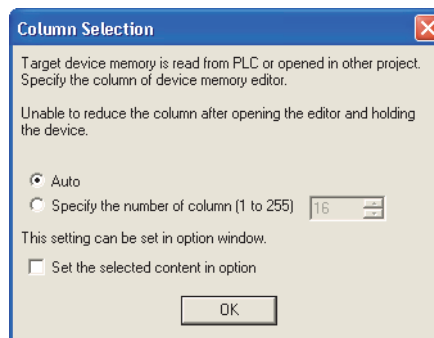 Column Selection
Target device memory is read from PLC or opened in other project.
Specify the column of device memory editor.
Unable to reduce the column after opening the editor and holding
the device.
Auto
Specify the number of column (1 to 255) 16
This setting can be set in option window.
Set the selected content in option
OK